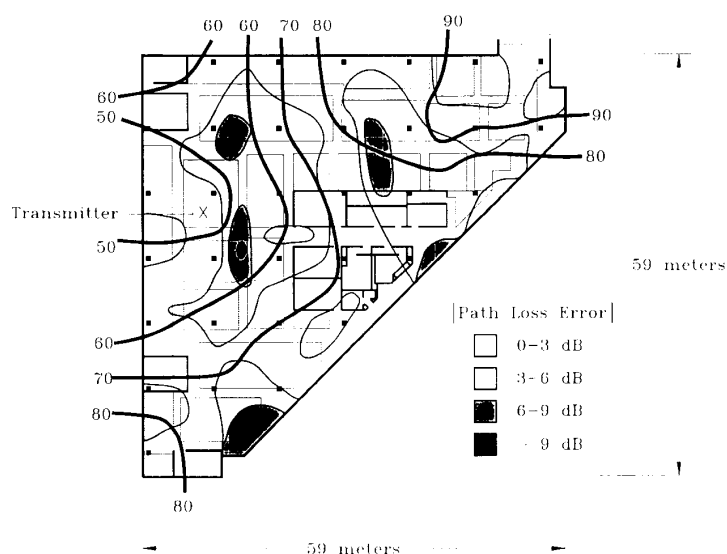 60 60 70 80 90
60
50
90
80
Transmitter X
50
59 meters
|Path Loss Error|
60
0-3 dB
70
3-6 dB
80
6-9 dB
9 dB
80
59 meters